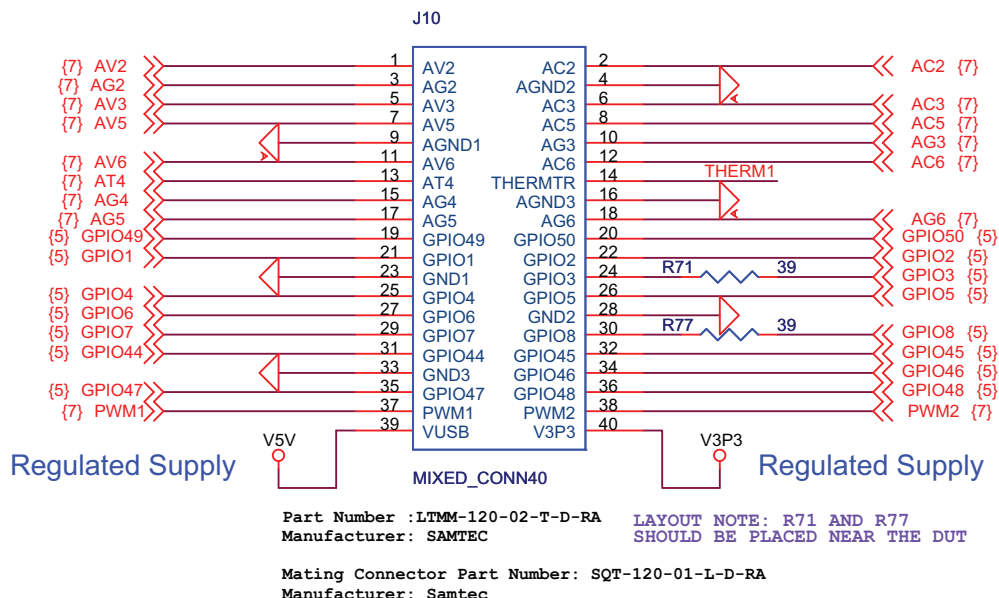 J10
{7} AV2 1 AV2 AC2 2 AC2 {7}
{7} AG2 3 AG2 AGND2 4
{7} AV3 5 AV3 AC3 6 AC3 {7}
{7} AV5 7 AV5 AC5 8 AC5 {7}
9 AGND1 AG3 10 AG3 {7}
{7} AV6 11 AV6 AC6 12 AC6 {7}
{7} AT4 13 AT4 THERMTR 14 THERM1
{7} AG4 15 AG4 AGND3 16
{7} AG5 17 AG5 AG6 18 AG6 {7}
{5} GPIO49 19 GPIO49 GPIO50 20 GPIO50 {5}
{5} GPIO1 21 GPIO1 GPIO2 22 GPIO2 {5}
23 GND1 GPIO3 24 R71 39 GPIO3 {5}
{5} GPIO4 25 GPIO4 GPIO5 26 GPIO5 {5}
{5} GPIO6 27 GPIO6 GND2 28
{5} GPIO7 29 GPIO7 GPIO8 30 R77 39 GPIO8 {5}
{5} GPIO44 31 GPIO44 GPIO45 32 GPIO45 {5}
33 GND3 GPIO46 34 GPIO46 {5}
{5} GPIO47 35 GPIO47 GPIO48 36 GPIO48 {5}
{7} PWM1 37 PWM1 PWM2 38 PWM2 {7}
39 VUSB V3P3 40
V5V V3P3
Regulated Supply Regulated Supply
MIXED_CONN40
Part Number :LTMM-120-02-T-D-RA
Manufacturer: SAMTEC
LAYOUT NOTE: R71 AND R77
SHOULD BE PLACED NEAR THE DUT
Mating Connector Part Number: SQT-120-01-L-D-RA
Manufacturer: Samtec